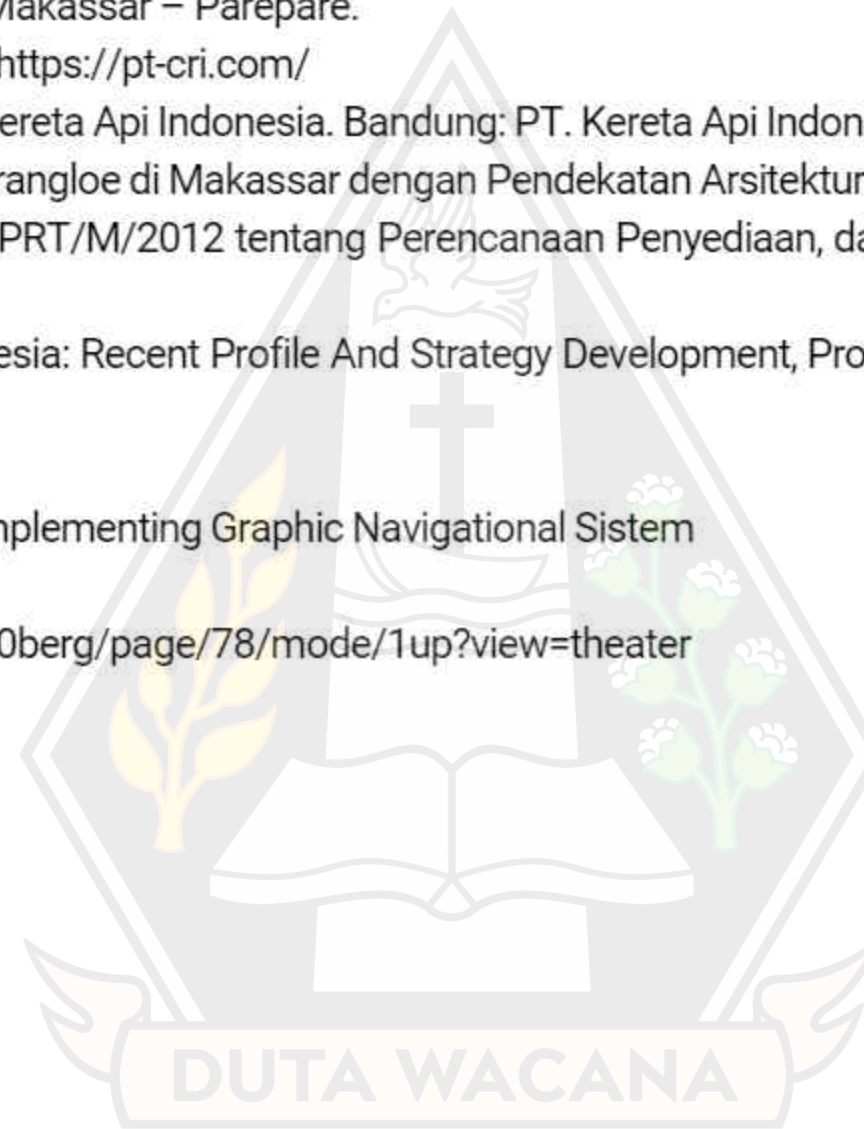 Makassar – Parepare.
https://pt-cri.com/
ereta Api Indonesia. Bandung: PT. Kereta Api Indon
rangloe di Makassar dengan Pendekatan Arsitektur
PRT/M/2012 tentang Perencanaan Penyediaan, da
esia: Recent Profile And Strategy Development, Pro
mplementing Graphic Navigational Sistem
0berg/page/78/mode/1up?view=theater
DUTA WACANA